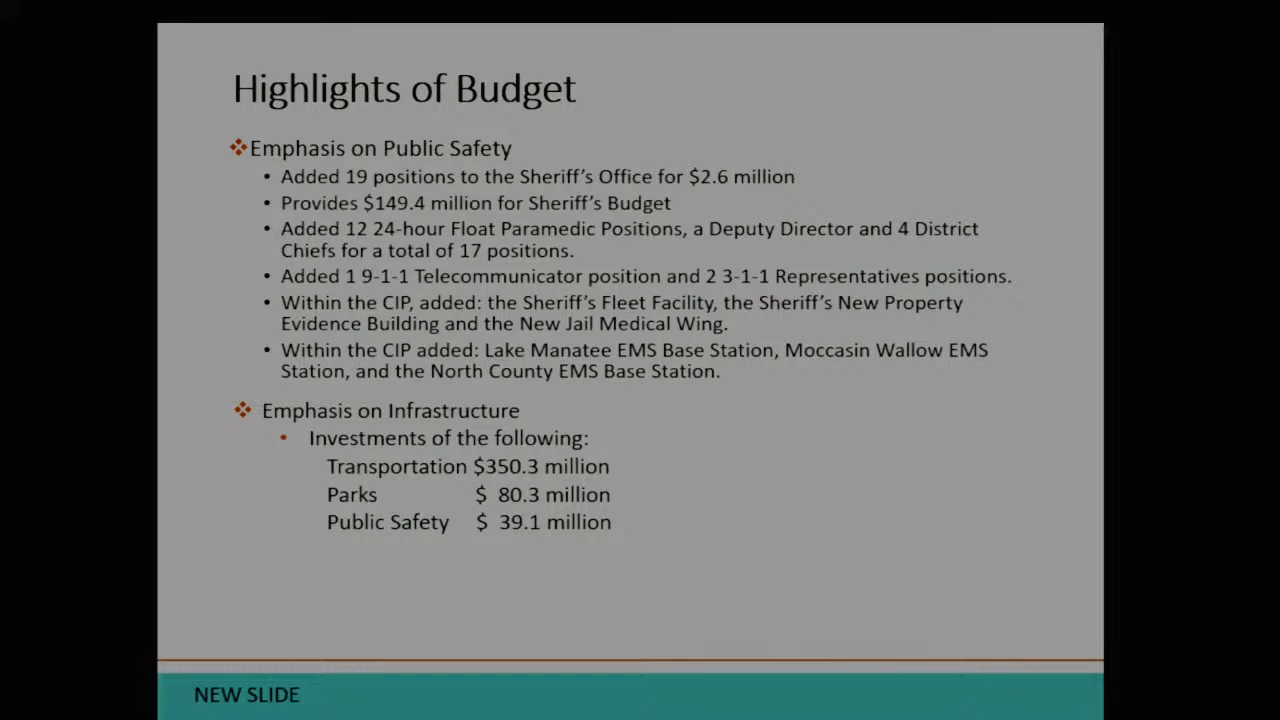 Highlights of Budget
❖Emphasis on Public Safety
• Added 19 positions to the Sheriff's Office for $2.6 million
• Provides $149.4 million for Sheriff's Budget
• Added 12 24-hour Float Paramedic Positions, a Deputy Director and 4 District
Chiefs for a total of 17 positions.
• Added 1 9-1-1 Telecommunicator position and 2 3-1-1 Representatives positions.
• Within the CIP, added: the Sheriff's Fleet Facility, the Sheriff's New Property
Evidence Building and the New Jail Medical Wing.
• Within the CIP added: Lake Manatee EMS Base Station, Moccasin Wallow EMS
Station, and the North County EMS Base Station.
❖ Emphasis on Infrastructure
• Investments of the following:
Transportation $350.3 million
Parks $ 80.3 million
Public Safety $ 39.1 million
NEW SLIDE